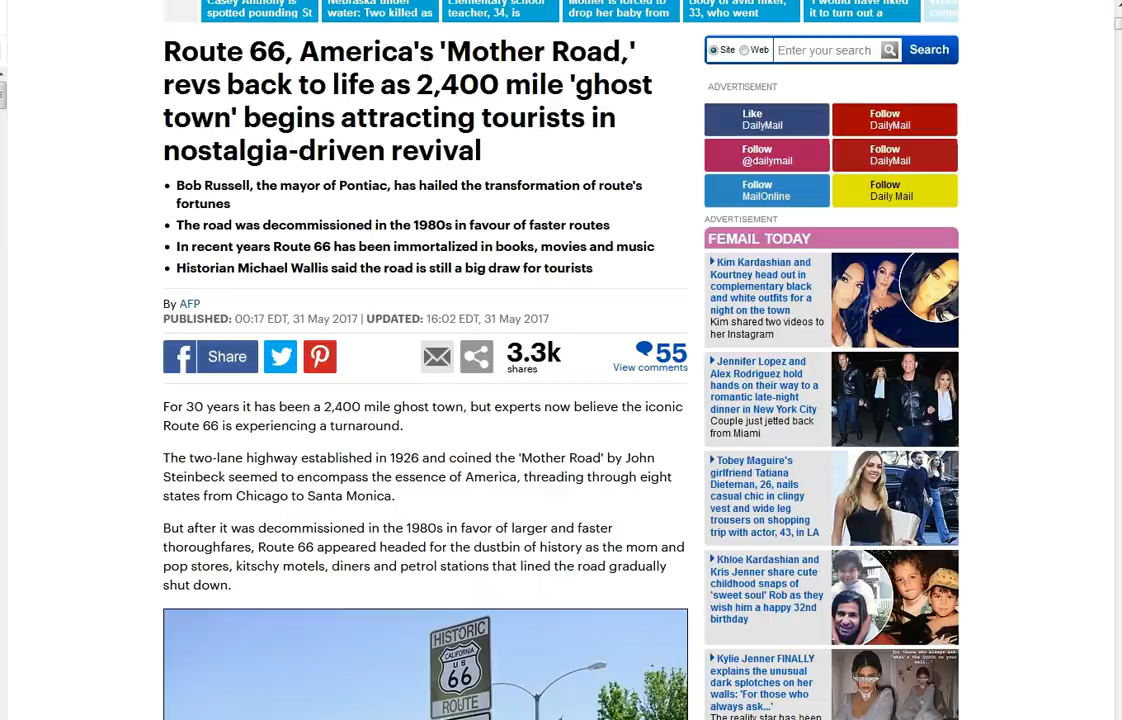 Casey Anthony is
spotted pounding St
Nebraska under
water: Two killed as
Elementary school
teacher, 34, is
Mother is forced to
drop her baby from
Body of avid hiker,
33, who went
'I would have liked
it to turn out a
Route 66, America's 'Mother Road,'
revs back to life as 2,400 mile 'ghost
town' begins attracting tourists in
nostalgia-driven revival
Bob Russell, the mayor of Pontiac, has hailed the transformation of route's
fortunes
The road was decommissioned in the 1980s in favour of faster routes
In recent years Route 66 has been immortalized in books, movies and music
Historian Michael Wallis said the road is still a big draw for tourists
By AFP
PUBLISHED: 00:17 EDT, 31 May 2017 | UPDATED: 16:02 EDT, 31 May 2017
f Share
3.3k
shares
55
View comments
For 30 years it has been a 2,400 mile ghost town, but experts now believe the iconic
Route 66 is experiencing a turnaround.
The two-lane highway established in 1926 and coined the 'Mother Road' by John
Steinbeck seemed to encompass the essence of America, threading through eight
states from Chicago to Santa Monica.
But after it was decommissioned in the 1980s in favor of larger and faster
thoroughfares, Route 66 appeared headed for the dustbin of history as the mom and
pop stores, kitschy motels, diners and petrol stations that lined the road gradually
shut down.
HISTORIC
CALIFORNIA
US
66
ROUTE
Site Web Enter your search Search
ADVERTISEMENT
Like
DailyMail
Follow
DailyMail
Follow
@dailymail
Follow
DailyMail
Follow
MailOnline
Follow
Daily Mail
ADVERTISEMENT
FEMAIL TODAY
Kim Kardashian and
Kourtney head out in
complementary black
and white outfits for a
night on the town
Kim shared two videos to
her Instagram
Jennifer Lopez and
Alex Rodriguez hold
hands on their way to a
romantic late-night
dinner in New York City
Couple just jetted back
from Miami
Tobey Maguire's
girlfriend Tatiana
Dieteman, 26, nails
casual chic in clingy
vest and wide leg
trousers on shopping
trip with actor, 43, in LA
Khloe Kardashian and
Kris Jenner share cute
childhood snaps of
'sweet soul' Rob as they
wish him a happy 32nd
birthday
Kylie Jenner FINALLY
explains the unusual
dark splotches on her
walls: 'For those who
always ask...'
The reality star has been